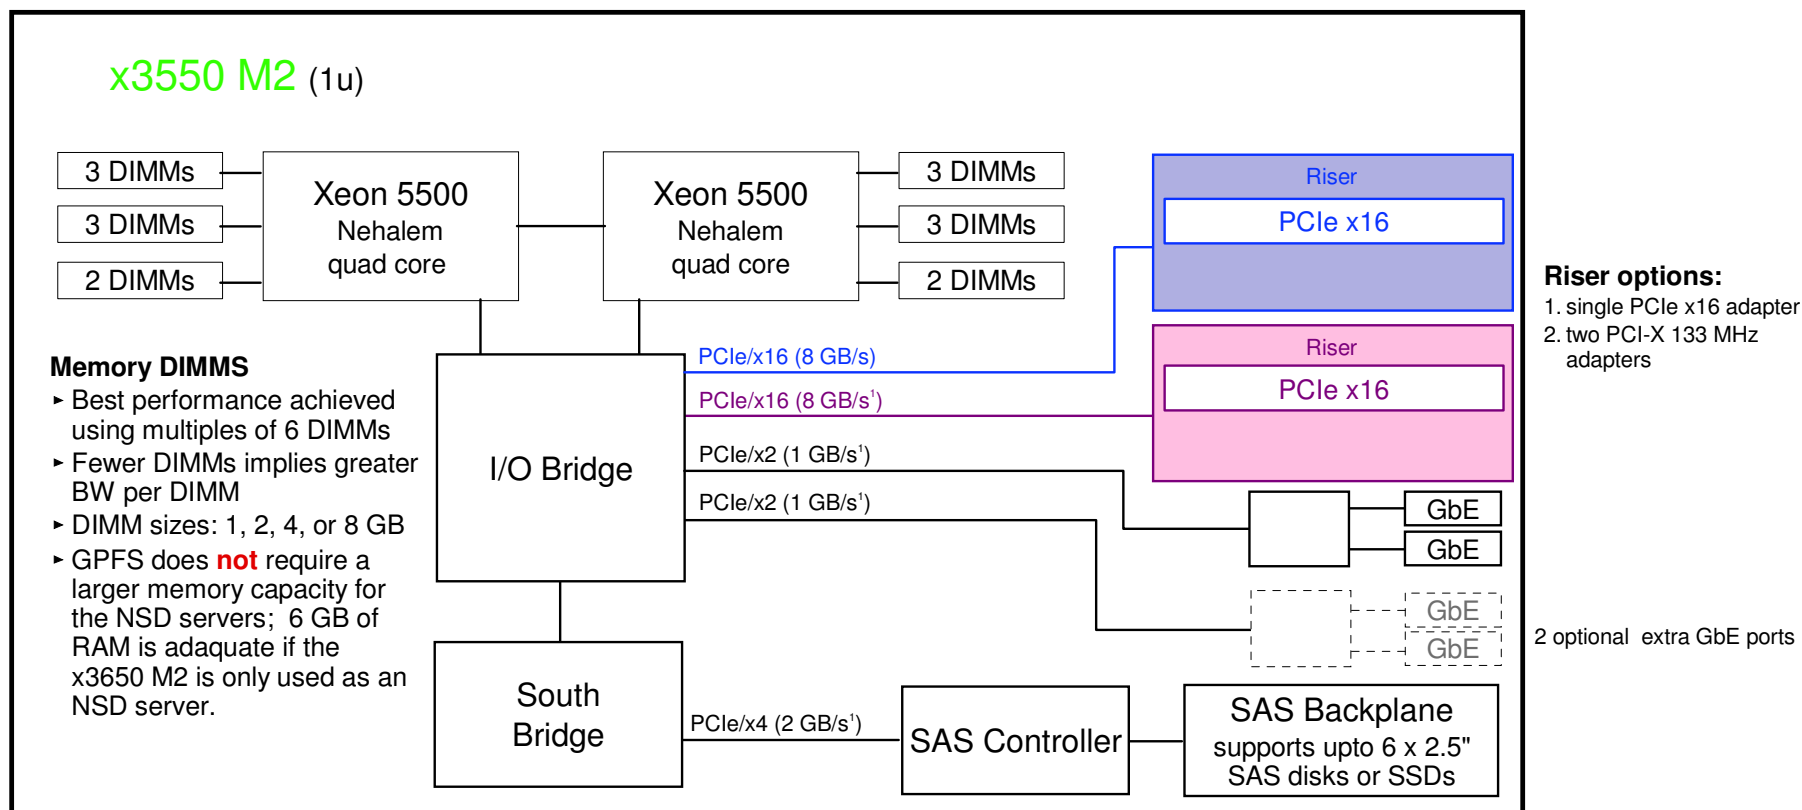 x3550 M2 (1u)
3 DIMMs
3 DIMMs
2 DIMMs
Xeon 5500
Nehalem
quad core
Xeon 5500
Nehalem
quad core
3 DIMMs
3 DIMMs
2 DIMMs
Riser
PCIe x16
Riser
PCIe x16
Riser options:
1. single PCIe x16 adapter
2. two PCI-X 133 MHz
adapters
Memory DIMMS
► Best performance achieved
using multiples of 6 DIMMs
► Fewer DIMMs implies greater
BW per DIMM
► DIMM sizes: 1, 2, 4, or 8 GB
► GPFS does not require a
larger memory capacity for
the NSD servers; 6 GB of
RAM is adaquate if the
x3650 M2 is only used as an
NSD server.
I/O Bridge
PCIe/x16 (8 GB/s)
PCIe/x16 (8 GB/s¹)
PCIe/x2 (1 GB/s¹)
PCIe/x2 (1 GB/s¹)
GbE
GbE
GbE
GbE
2 optional extra GbE ports
South
Bridge
PCIe/x4 (2 GB/s¹)
SAS Controller
SAS Backplane
supports upto 6 x 2.5"
SAS disks or SSDs